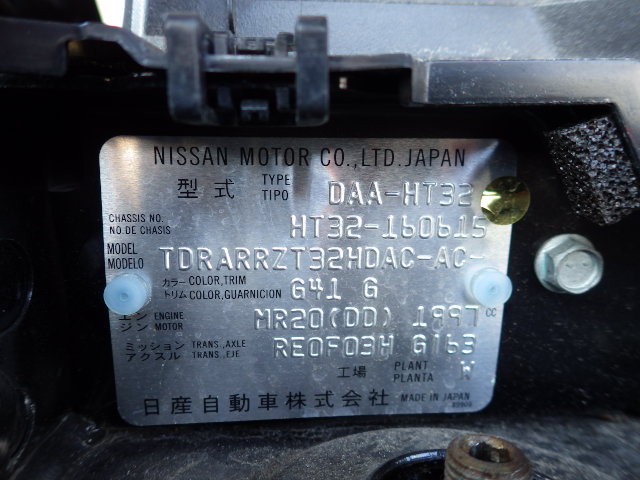 NISSAN MOTOR CO.,LTD.JAPAN
型式 TYPE TIPO DAA-HT32
CHASSIS NO. NO.DE CHASIS HT32-160615
MODEL MODELO TDRARRZT32HDAC-AC-
カラー COLOR,TRIM トリム COLOR,GUARNICION G41 G
エンジン ENGINE MOTOR MR20(DD) 1997 CC
ミッション TRANS.,AXLE アクスル TRANS.,EJE RE0F03H 6163
工場 PLANT PLANTA W
日産自動車株式会社 MADE IN JAPAN